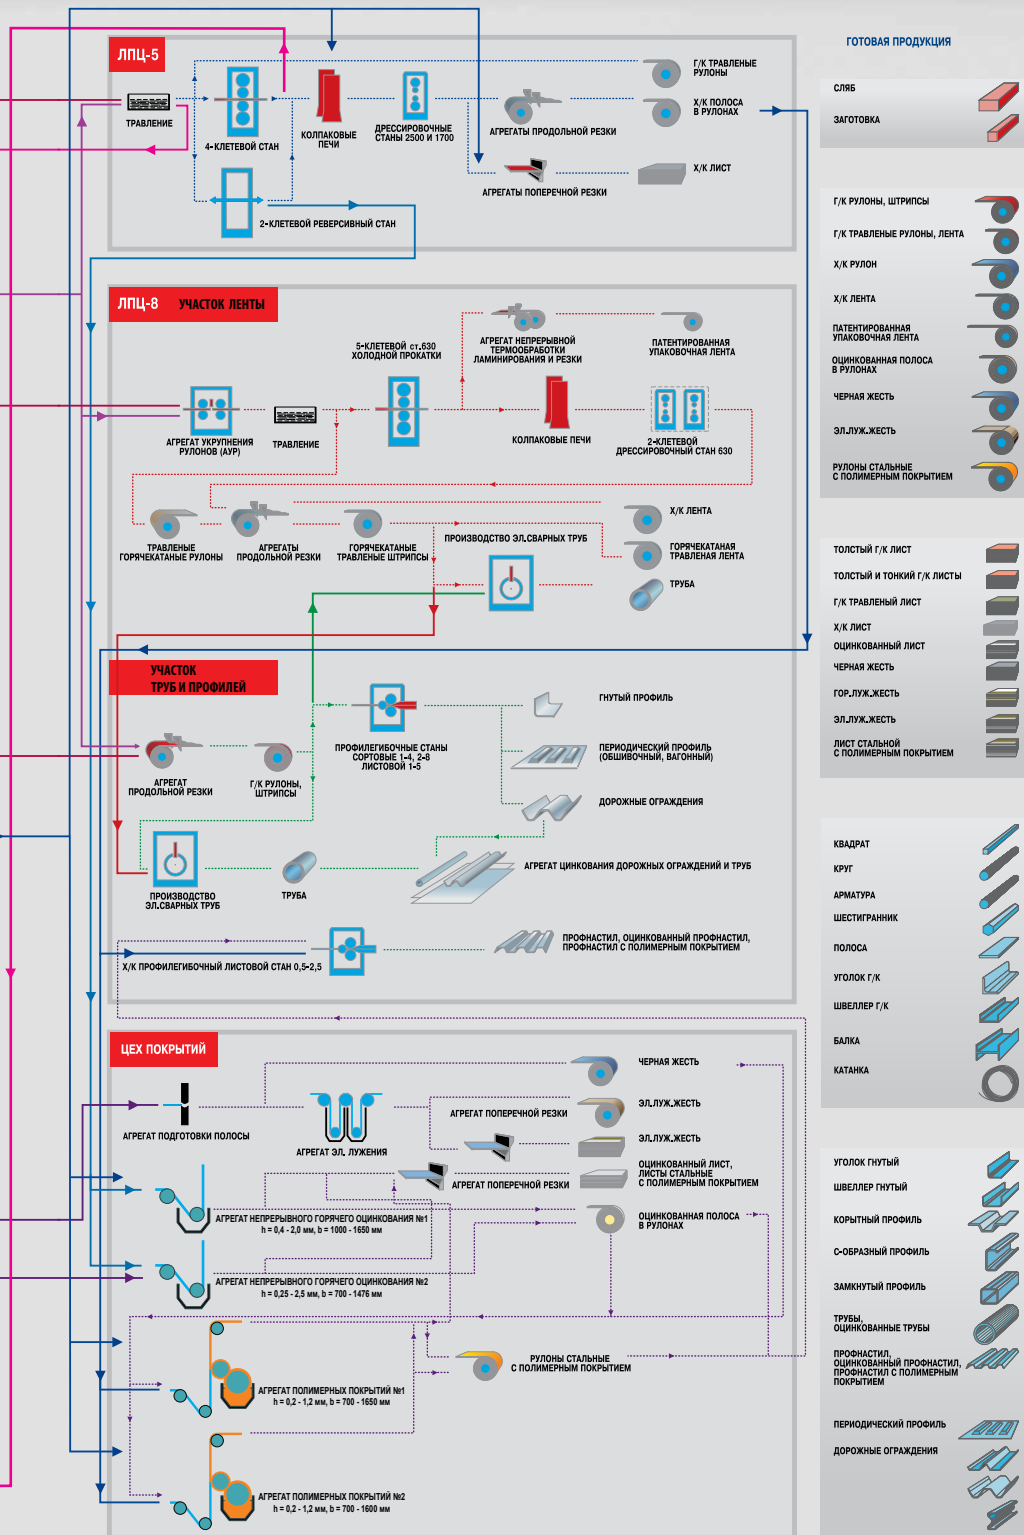 ЛПЦ-5
ТРАВЛЕНИЕ
4-КЛЕТЕВОЙ СТАН
КОЛПАКОВЫЕ
ПЕЧИ
ДРЕССИРОВОЧНЫЕ
СТАНЫ 2500 И 1700
АГРЕГАТЫ ПРОДОЛЬНОЙ РЕЗКИ
Г/К ТРАВЛЕНЫЕ
РУЛОНЫ
Х/К ПОЛОСА
В РУЛОНАХ
АГРЕГАТЫ ПОПЕРЕЧНОЙ РЕЗКИ
Х/К ЛИСТ
2-КЛЕТЕВОЙ РЕВЕРСИВНЫЙ СТАН
ЛПЦ-8 УЧАСТОК ЛЕНТЫ
5-КЛЕТЕВОЙ ст.630
ХОЛОДНОЙ ПРОКАТКИ
АГРЕГАТ НЕПРЕРЫВНОЙ
ТЕРМООБРАБОТКИ
ЛАМИНИРОВАНИЯ И РЕЗКИ
ПАТЕНТИРОВАННАЯ
УПАКОВОЧНАЯ ЛЕНТА
АГРЕГАТ УКРУПНЕНИЯ
РУЛОНОВ (АУР)
ТРАВЛЕНИЕ
КОЛПАКОВЫЕ ПЕЧИ
2-КЛЕТЕВОЙ
ДРЕССИРОВОЧНЫЙ СТАН 630
ТРАВЛЕНЫЕ
ГОРЯЧЕКАТАНЫЕ РУЛОНЫ
АГРЕГАТЫ
ПРОДОЛЬНОЙ РЕЗКИ
ГОРЯЧЕКАТАНЫЕ
ТРАВЛЕНЫЕ ШТРИПСЫ
ПРОИЗВОДСТВО ЭЛ.СВАРНЫХ ТРУБ
Х/К ЛЕНТА
ГОРЯЧЕКАТАНАЯ
ТРАВЛЕНАЯ ЛЕНТА
ТРУБА
УЧАСТОК
ТРУБ И ПРОФИЛЕЙ
АГРЕГАТ
ПРОДОЛЬНОЙ РЕЗКИ
Г/К РУЛОНЫ,
ШТРИПСЫ
ПРОФИЛЕГИБОЧНЫЕ СТАНЫ
СОРТОВЫЕ 1-4, 2-8
ЛИСТОВОЙ 1-5
ГНУТЫЙ ПРОФИЛЬ
ПЕРИОДИЧЕСКИЙ ПРОФИЛЬ
(ОБШИВОЧНЫЙ, ВАГОННЫЙ)
ДОРОЖНЫЕ ОГРАЖДЕНИЯ
ПРОИЗВОДСТВО
ЭЛ.СВАРНЫХ ТРУБ
ТРУБА
АГРЕГАТ ЦИНКОВАНИЯ ДОРОЖНЫХ ОГРАЖДЕНИЙ И ТРУБ
Х/К ПРОФИЛЕГИБОЧНЫЙ ЛИСТОВОЙ СТАН 0,5-2,5
ПРОФНАСТИЛ, ОЦИНКОВАННЫЙ ПРОФНАСТИЛ,
ПРОФНАСТИЛ С ПОЛИМЕРНЫМ ПОКРЫТИЕМ
ЦЕХ ПОКРЫТИЙ
АГРЕГАТ ПОДГОТОВКИ ПОЛОСЫ
АГРЕГАТ ЭЛ. ЛУЖЕНИЯ
ЧЕРНАЯ ЖЕСТЬ
АГРЕГАТ ПОПЕРЕЧНОЙ РЕЗКИ
ЭЛ.ЛУЖ.ЖЕСТЬ
ЭЛ.ЛУЖ.ЖЕСТЬ
АГРЕГАТ ПОПЕРЕЧНОЙ РЕЗКИ
ОЦИНКОВАННЫЙ ЛИСТ,
ЛИСТЫ СТАЛЬНЫЕ
С ПОЛИМЕРНЫМ ПОКРЫТИЕМ
АГРЕГАТ НЕПРЕРЫВНОГО ГОРЯЧЕГО ОЦИНКОВАНИЯ №1
h = 0,4 - 2,0 мм, b = 1000 - 1650 мм
ОЦИНКОВАННАЯ ПОЛОСА
В РУЛОНАХ
АГРЕГАТ НЕПРЕРЫВНОГО ГОРЯЧЕГО ОЦИНКОВАНИЯ №2
h = 0,25 - 2,5 мм, b = 700 - 1476 мм
РУЛОНЫ СТАЛЬНЫЕ
С ПОЛИМЕРНЫМ ПОКРЫТИЕМ
АГРЕГАТ ПОЛИМЕРНЫХ ПОКРЫТИЙ №1
h = 0,2 - 1,2 мм, b = 700 - 1650 мм
АГРЕГАТ ПОЛИМЕРНЫХ ПОКРЫТИЙ №2
h = 0,2 - 1,2 мм, b = 700 - 1600 мм
ГОТОВАЯ ПРОДУКЦИЯ
СЛЯБ
ЗАГОТОВКА
Г/К РУЛОНЫ, ШТРИПСЫ
Г/К ТРАВЛЕНЫЕ РУЛОНЫ, ЛЕНТА
Х/К РУЛОН
Х/К ЛЕНТА
ПАТЕНТИРОВАННАЯ
УПАКОВОЧНАЯ ЛЕНТА
ОЦИНКОВАННАЯ ПОЛОСА
В РУЛОНАХ
ЧЕРНАЯ ЖЕСТЬ
ЭЛ.ЛУЖ.ЖЕСТЬ
РУЛОНЫ СТАЛЬНЫЕ
С ПОЛИМЕРНЫМ ПОКРЫТИЕМ
ТОЛСТЫЙ Г/К ЛИСТ
ТОЛСТЫЙ И ТОНКИЙ Г/К ЛИСТЫ
Г/К ТРАВЛЕНЫЙ ЛИСТ
Х/К ЛИСТ
ОЦИНКОВАННЫЙ ЛИСТ
ЧЕРНАЯ ЖЕСТЬ
ГОР.ЛУЖ.ЖЕСТЬ
ЭЛ.ЛУЖ.ЖЕСТЬ
ЛИСТ СТАЛЬНОЙ
С ПОЛИМЕРНЫМ ПОКРЫТИЕМ
КВАДРАТ
КРУГ
АРМАТУРА
ШЕСТИГРАННИК
ПОЛОСА
УГОЛОК Г/К
ШВЕЛЛЕР Г/К
БАЛКА
КАТАНКА
УГОЛОК ГНУТЫЙ
ШВЕЛЛЕР ГНУТЫЙ
КОРЫТНЫЙ ПРОФИЛЬ
С-ОБРАЗНЫЙ ПРОФИЛЬ
ЗАМКНУТЫЙ ПРОФИЛЬ
ТРУБЫ,
ОЦИНКОВАННЫЕ ТРУБЫ
ПРОФНАСТИЛ,
ОЦИНКОВАННЫЙ ПРОФНАСТИЛ,
ПРОФНАСТИЛ С ПОЛИМЕРНЫМ
ПОКРЫТИЕМ
ПЕРИОДИЧЕСКИЙ ПРОФИЛЬ
ДОРОЖНЫЕ ОГРАЖДЕНИЯ